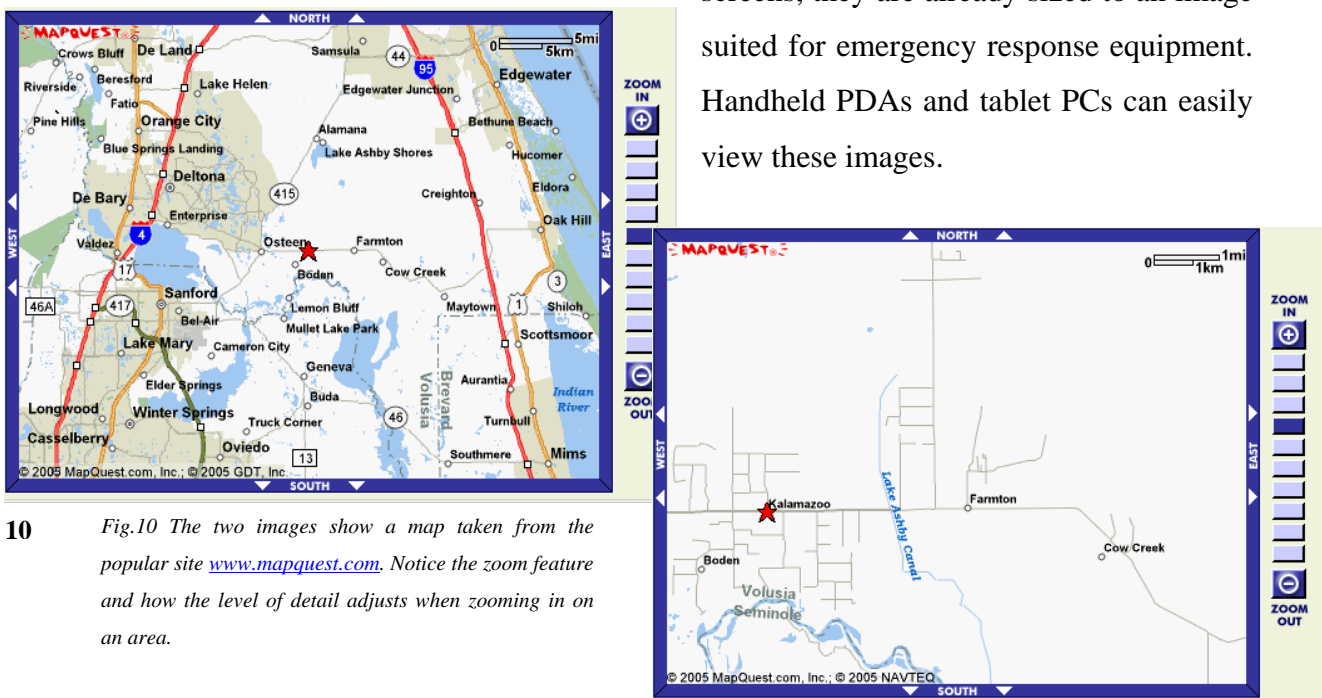 screens, they are already sized to an image
suited for emergency response equipment.
Handheld PDAs and tablet PCs can easily
view these images.
NORTH
MAPQUEST
Crows Bluff
De Land
Samsula
44
0 5mi
5km
95
Edgewater
Riverside
Beresford
Lake Helen
Edgewater Junction
Fatio
Pine Hills
Orange City
Alamana
Bethune Beach
Blue Springs Landing
Lake Ashby Shores
Hucomer
Deltona
415
Creighton
Eldora
De Bary
Enterprise
Oak Hill
WEST
EAST
4
Valdez
Osteen
Farmton
17
Boden
Cow Creek
3
46A
417
Sanford
Lemon Bluff
Maytown
1
Shiloh
Bel Air
Mullet Lake Park
Scottsmoor
Lake Mary
Cameron City
Geneva
Elder Springs
Aurantia
Indian
River
Brevard
Volusia
Longwood
Winter Springs
Buda
46
Turnbull
Truck Corner
Casselberry
Oviedo
13
Southmere
Mims
© 2005 MapQuest.com, Inc.; © 2005 GDT, Inc.
SOUTH
ZOOM
IN
ZOOM
OUT
10
Fig.10 The two images show a map taken from the
popular site www.mapquest.com. Notice the zoom feature
and how the level of detail adjusts when zooming in on
an area.
NORTH
MAPQUEST
0 1mi
1km
WEST
EAST
Kalamazoo
Lake Ashby Canal
Farmton
Cow Creek
Boden
Volusia
Seminole
© 2005 MapQuest.com, Inc.; © 2005 NAVTEQ
SOUTH
ZOOM
IN
ZOOM
OUT